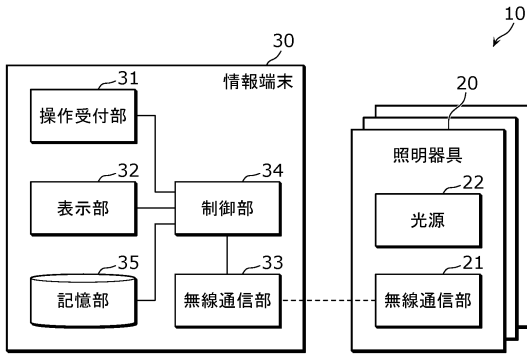 10
30
情報端末
31
操作受付部
32
表示部
34
制御部
35
記憶部
33
無線通信部
20
照明器具
22
光源
21
無線通信部